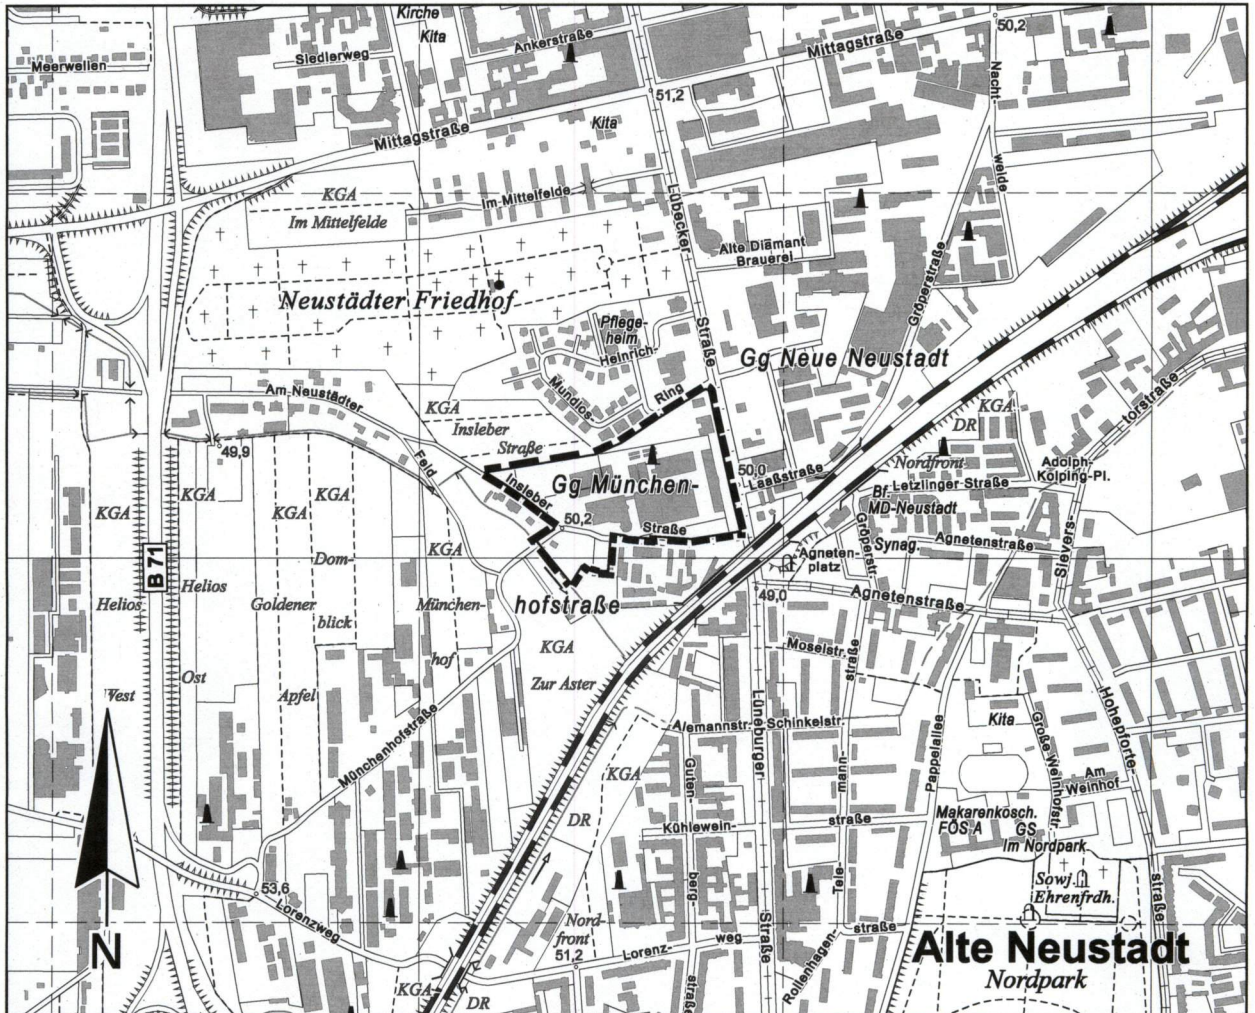 Kirche
Kita
Siedlerweg
Ankerstraße
Meerwellen
Mittagstraße
50,2
Nacht-
weide
51,2
Mittagstraße
Kita
KGA
Im Mittelfelde
Im Mittelfelde
Lübecker
Straße
Alte Diamant
Brauerei
Gröperstraße
Neustädter Friedhof
Pflege-
heim
Heinrich-
Mundlos-
Ring
Gg Neue Neustadt
Am Neustädter
Feld
KGA
Insleber
Straße
KGA
DR
Nordfront
torstraße
49,9
Insleber
Straße
Gg München-
hofstraße
50,0
Laaßstraße
50,2
Adolph-
Kolping-Pl.
Letzlinger Straße
Bf.
MD-Neustadt
KGA
Helios
West
B 71
KGA
Helios
Ost
KGA
Goldener
Apfel
KGA
Dom-
blick
KGA
München-
hof
Synag.
Agnetenstraße
Gröperstr.
Sievers-
Agneten-
platz
49,0
Agnetenstraße
KGA
Zur Aster
Moselstr.
straße
Münchenhofstraße
Lüneburger
Straße
Alemannstr.
Schinkelstr.
Kita
Pappelallee
Große Weinhofstr.
Hohepforte-
straße
KGA
DR
Nord-
front
Guten-
berg
straße
mann-
Tele-
Am
Weinhof
Kühlewein-
straße
Makarenkosch.
FÖS A
GS
Im Nordpark
Sowj.
Ehrenfrdh.
53,6
Lorenzweg
51,2
Lorenz-
weg
Rollenhagen-
straße
Alte Neustadt
Nordpark
N
KGA
DR